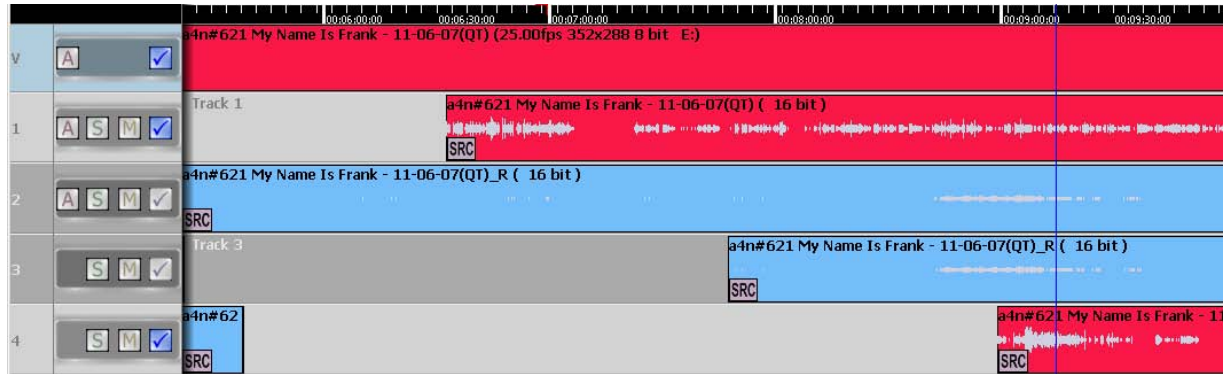 00:06:00:00 00:06:30:00 00:07:00:00 00:08:00:00 00:09:00:00 00:09:30:00
a4n#621 My Name Is Frank - 11-06-07(QT) (25.00fps 352x288 8 bit E:)
V A
Track 1 a4n#621 My Name Is Frank - 11-06-07(QT) ( 16 bit )
1 A S M
SRC
a4n#621 My Name Is Frank - 11-06-07(QT)_R ( 16 bit )
2 A S M
SRC
Track 3 a4n#621 My Name Is Frank - 11-06-07(QT)_R ( 16 bit )
3 S M
SRC
a4n#62 a4n#621 My Name Is Frank - 11
4 S M
SRC SRC